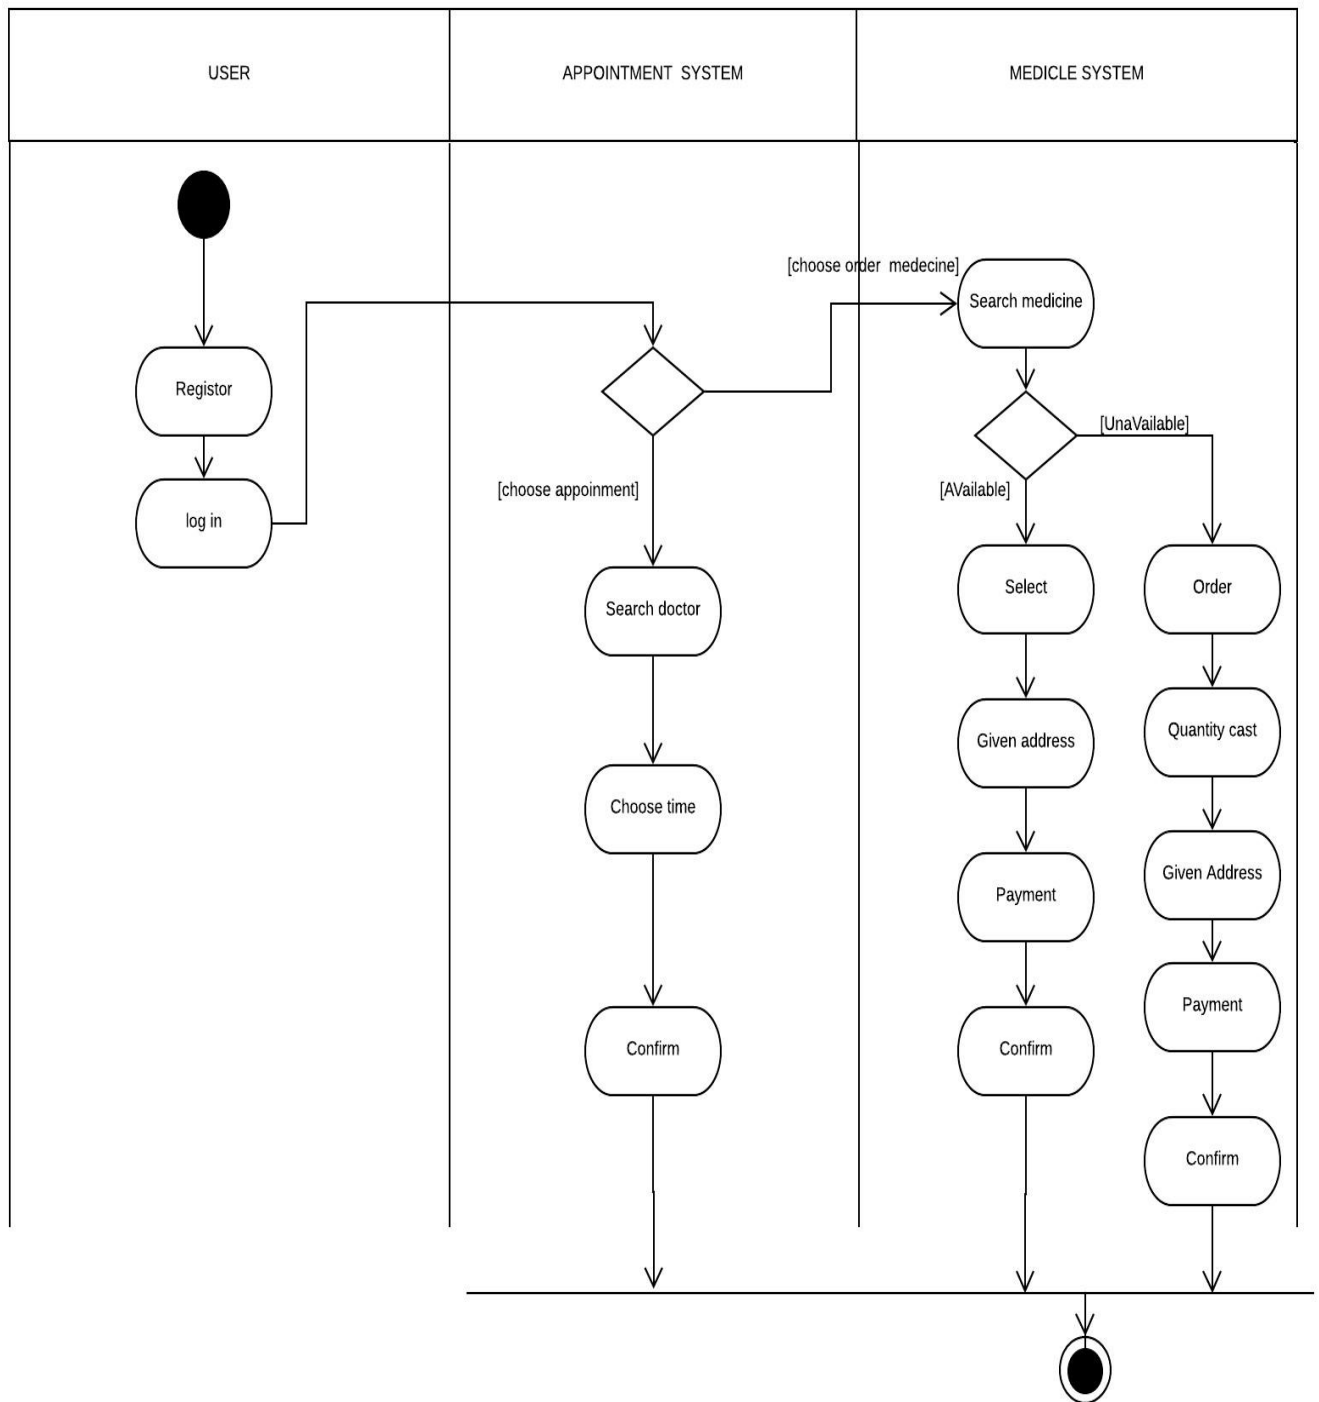 USER
APPOINTMENT SYSTEM
MEDICLE SYSTEM
[choose order medecine]
Search medicine
Registor
[UnaVailable]
[choose appoinment]
[AVailable]
log in
Search doctor
Select
Order
Quantity cast
Given address
Choose time
Given Address
Payment
Payment
Confirm
Confirm
Confirm